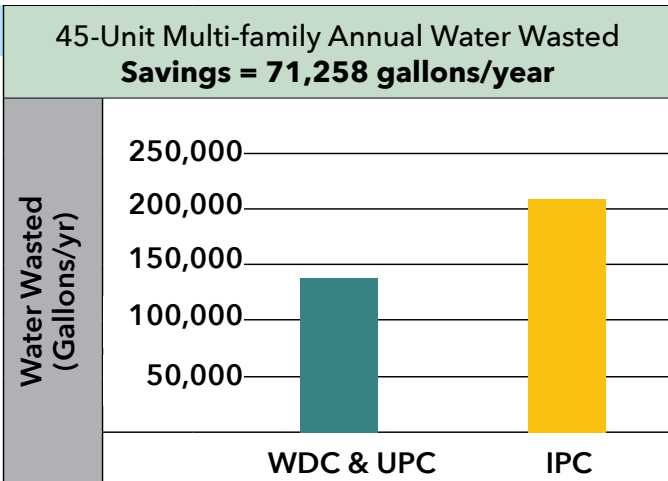 45-Unit Multi-family Annual Water Wasted
Savings = 71,258 gallons/year
Water Wasted
(Gallons/yr)
250,000
200,000
150,000
100,000
50,000
WDC & UPC
IPC